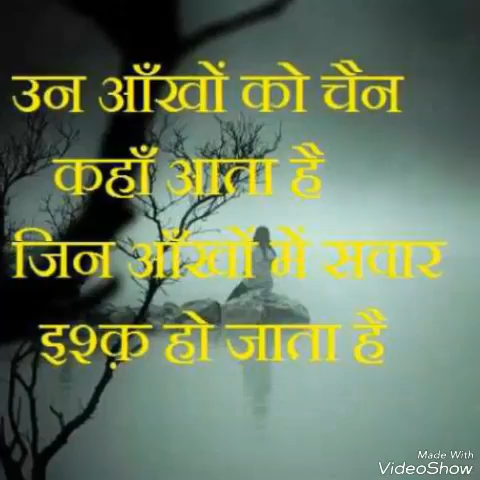 उन आँखों को चैन
कहाँ आता है
जिन आँखों में सवार
इश्क़ हो जाता है
Made With
VideoShow